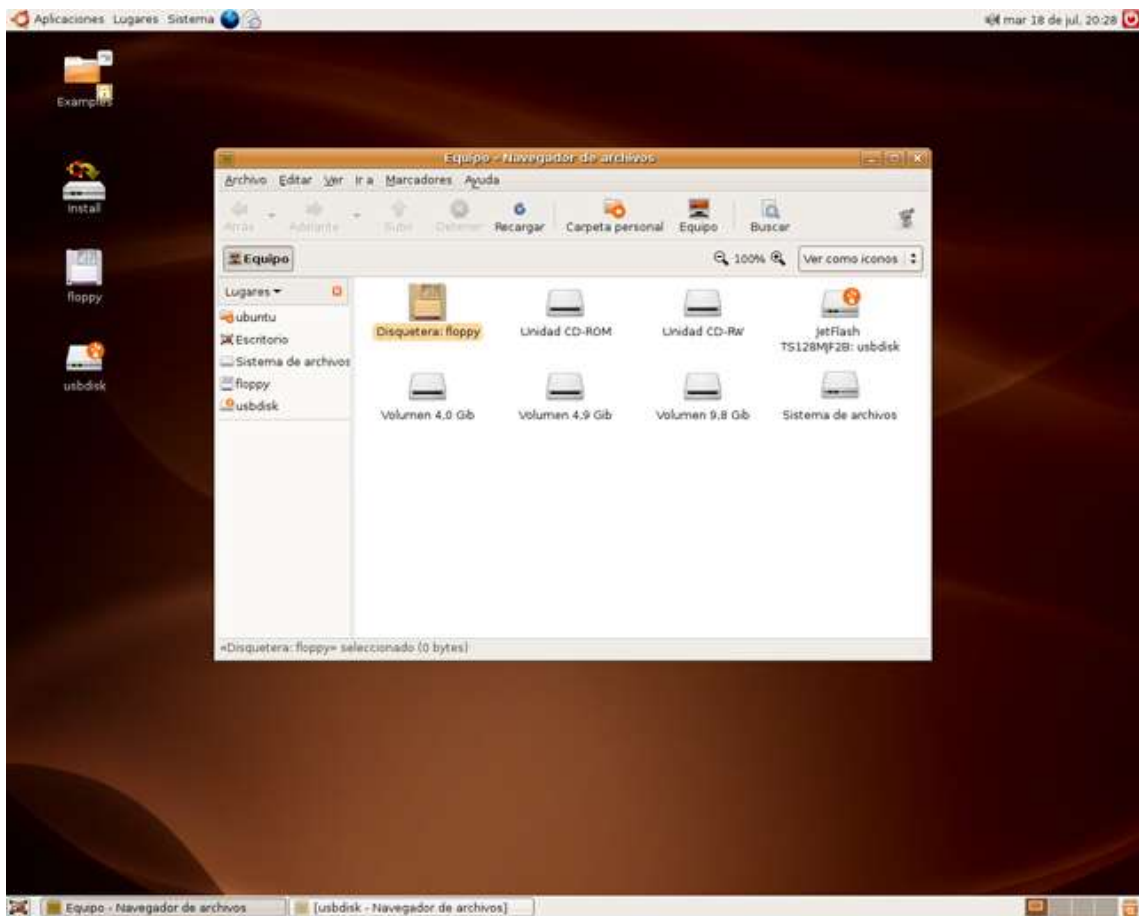 Aplicaciones Lugares Sistema
mar 18 de jul, 20:28
Examples
Install
floppy
usbdisk
Equipo - Navegador de archivos
Archivo Editar Ver Ir a Marcadores Ayuda
Atrás Adelante Subir Detener Recargar Carpeta personal Equipo Buscar
Equipo
100%
Ver como iconos
Lugares
ubuntu
Escritorio
Sistema de archivos
floppy
usbdisk
Disquetera: floppy
Unidad CD-ROM
Unidad CD-RW
JetFlash
TS128MJF2B: usbdisk
Volumen 4,0 Gib
Volumen 4,9 Gib
Volumen 9,8 Gib
Sistema de archivos
«Disquetera: floppy» seleccionado (0 bytes)
Equipo - Navegador de archivos
[usbdisk - Navegador de archivos]